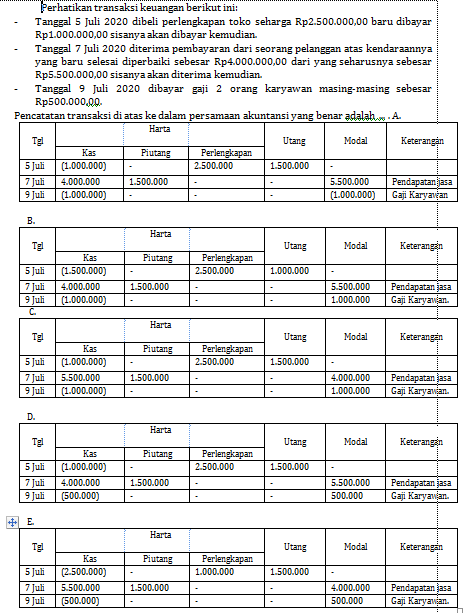 Perhatikan transaksi keuangan berikut ini:
- Tanggal 5 Juli 2020 dibeli perlengkapan toko seharga Rp2.500.000,00 baru dibayar
Rp1.000.000,00 sisanya akan dibayar kemudian.
- Tanggal 7 Juli 2020 diterima pembayaran dari seorang pelanggan atas kendaraannya
yang baru selesai diperbaiki sebesar Rp4.000.000,00 dari yang seharusnya sebesar
Rp5.500.000,00 sisanya akan diterima kemudian.
- Tanggal 9 Juli 2020 dibayar gaji 2 orang karyawan masing-masing sebesar
Rp500.000,00.
Pencatatan transaksi di atas ke dalam persamaan akuntansi yang benar adalah ... . A.
Tgl Harta Utang Modal Keterangan
Kas Piutang Perlengkapan
5 Juli (1.000.000) - 2.500.000 1.500.000 -
7 Juli 4.000.000 1.500.000 - - 5.500.000 Pendapatan jasa
9 Juli (1.000.000) - - - (1.000.000) Gaji Karyawan
B.
Tgl Harta Utang Modal Keterangan
Kas Piutang Perlengkapan
5 Juli (1.500.000) - 2.500.000 1.000.000 -
7 Juli 4.000.000 1.500.000 - - 5.500.000 Pendapatan jasa
9 Juli (1.000.000) - - - 1.000.000 Gaji Karyawan.
C.
Tgl Harta Utang Modal Keterangan
Kas Piutang Perlengkapan
5 Juli (1.000.000) - 2.500.000 1.500.000 -
7 Juli 5.500.000 1.500.000 - - 4.000.000 Pendapatan jasa
9 Juli (1.000.000) - - - 1.000.000 Gaji Karyawan.
D.
Tgl Harta Utang Modal Keterangan
Kas Piutang Perlengkapan
5 Juli (1.000.000) - 2.500.000 1.500.000 -
7 Juli 4.000.000 1.500.000 - - 5.500.000 Pendapatan jasa
9 Juli (500.000) - - - 500.000 Gaji Karyawan.
E.
Tgl Harta Utang Modal Keterangan
Kas Piutang Perlengkapan
5 Juli (2.500.000) - 1.000.000 1.500.000 -
7 Juli 5.500.000 1.500.000 - - 4.000.000 Pendapatan jasa
9 Juli (500.000) - - - 500.000 Gaji Karyawan.